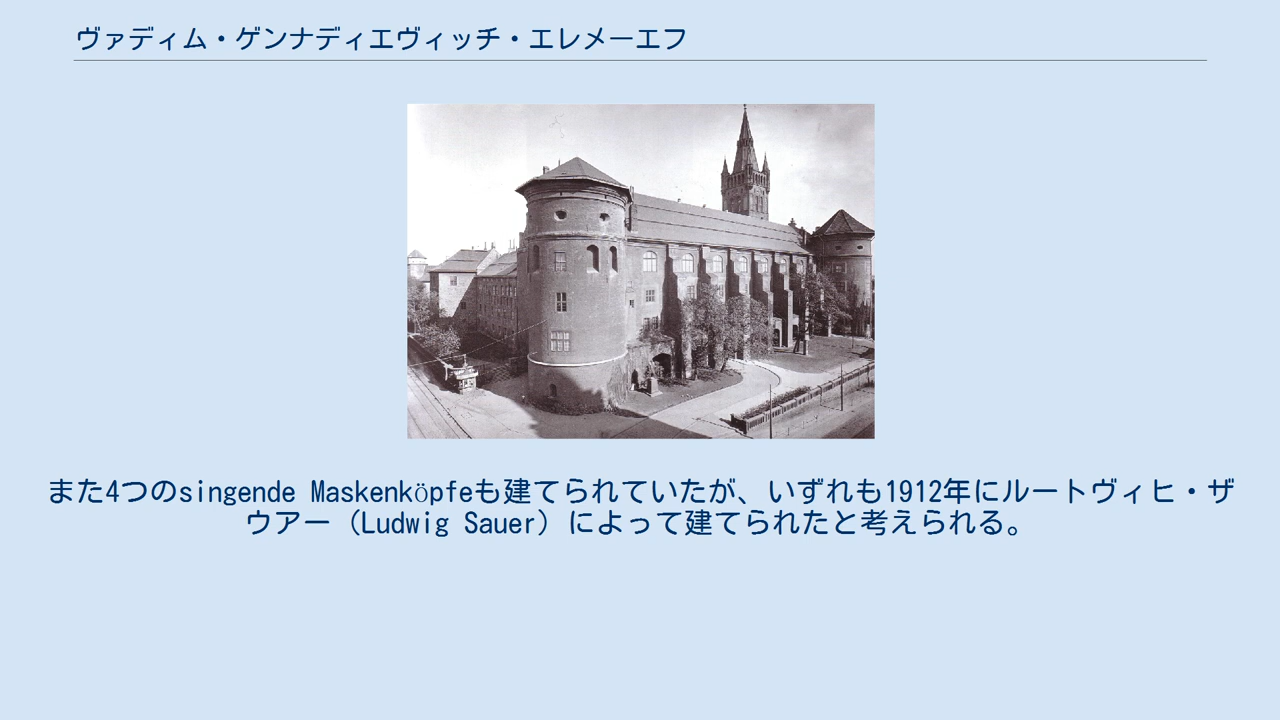 ヴァディム・ゲンナディエヴィッチ・エレメーエフ
また4つのsingende Maskenköpfeも建てられていたが、いずれも1912年にルートヴィヒ・ザ
ウアー（Ludwig Sauer）によって建てられたと考えられる。